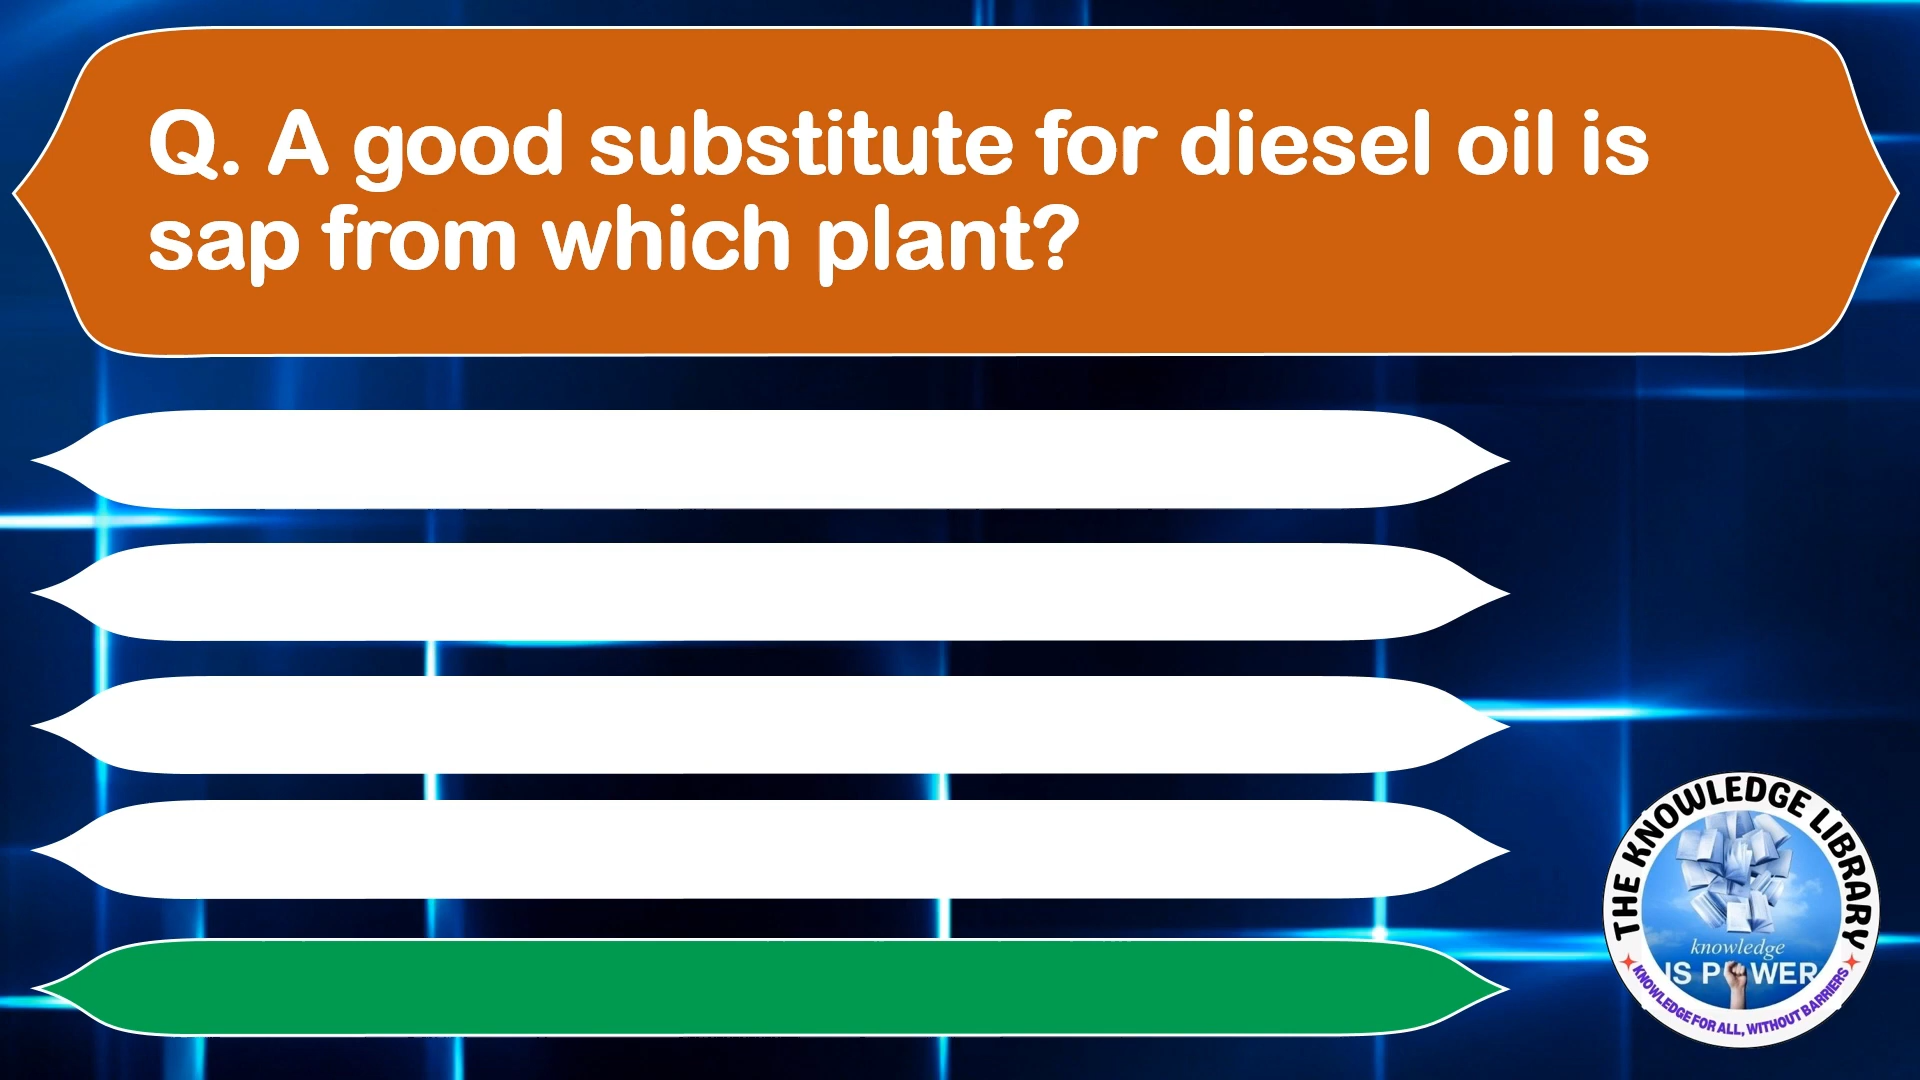 Q. A good substitute for diesel oil is
sap from which plant?
THE KNOWLEDGE LIBRARY
knowledge
IS POWER
KNOWLEDGE FOR ALL, WITHOUT BARRIERS